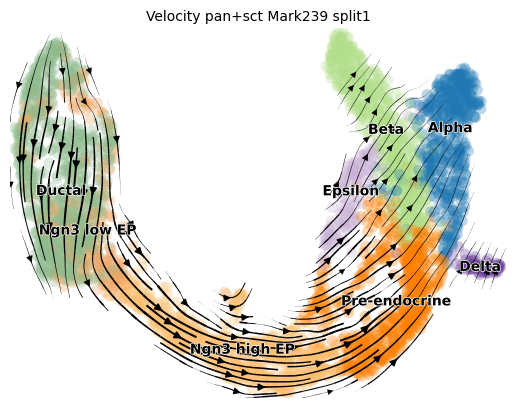 Velocity pan+sct Mark239 split1
Beta
Alpha
Ductal
Epsilon
Ngn3 low EP
Delta
Pre-endocrine
Ngn3 high EP